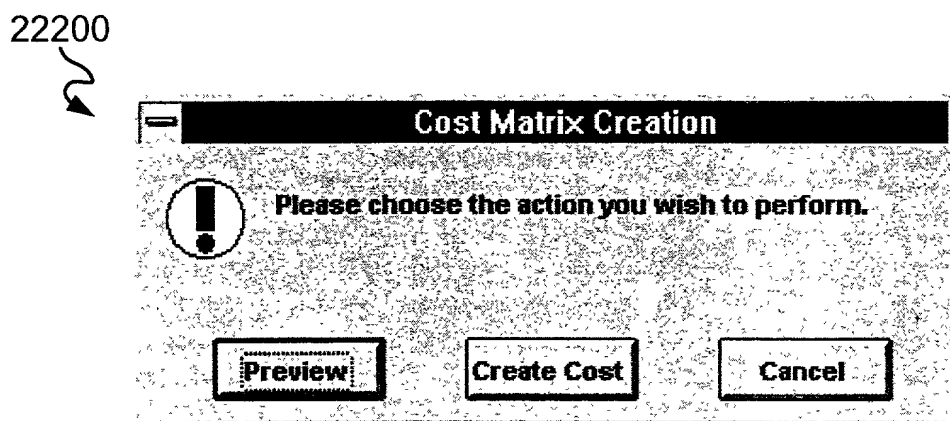 22200
Cost Matrix Creation
Please choose the action you wish to perform.
Preview Create Cost Cancel